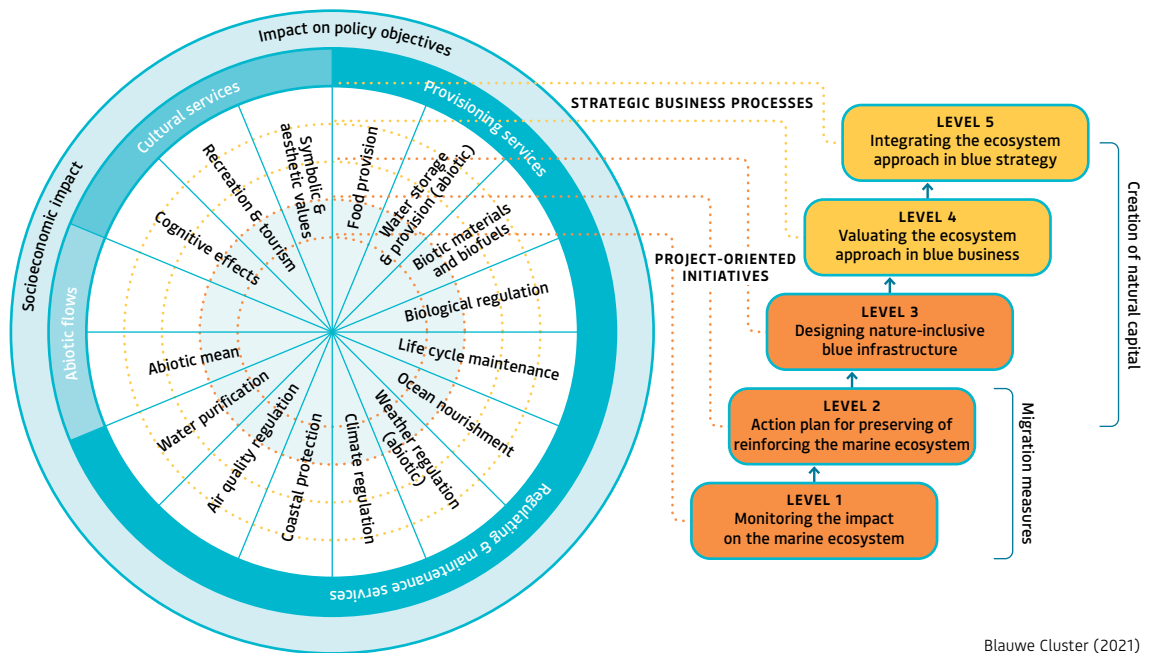 Impact on policy objectives
Socioeconomic impact
Cultural services
Provisioning services
Abiotic flows
Regulating & maintenance services
Symbolic &
aesthetic values
Food provision
Water storage
& provision (abiotic)
Biotic materials
and biofuels
Biological regulation
Life cycle maintenance
Ocean nourishment
Weather regulation
(abiotic)
Climate regulation
Coastal protection
Air quality regulation
Water purification
Abiotic mean
Cognitive effects
Recreation & tourism
STRATEGIC BUSINESS PROCESSES
PROJECT-ORIENTED
INITIATIVES
LEVEL 5
Integrating the ecosystem
approach in blue strategy
LEVEL 4
Valuating the ecosystem
approach in blue business
LEVEL 3
Designing nature-inclusive
blue infrastructure
LEVEL 2
Action plan for preserving of
reinforcing the marine ecosystem
LEVEL 1
Monitoring the impact
on the marine ecosystem
Creation of natural capital
Migration measures
Blauwe Cluster (2021)